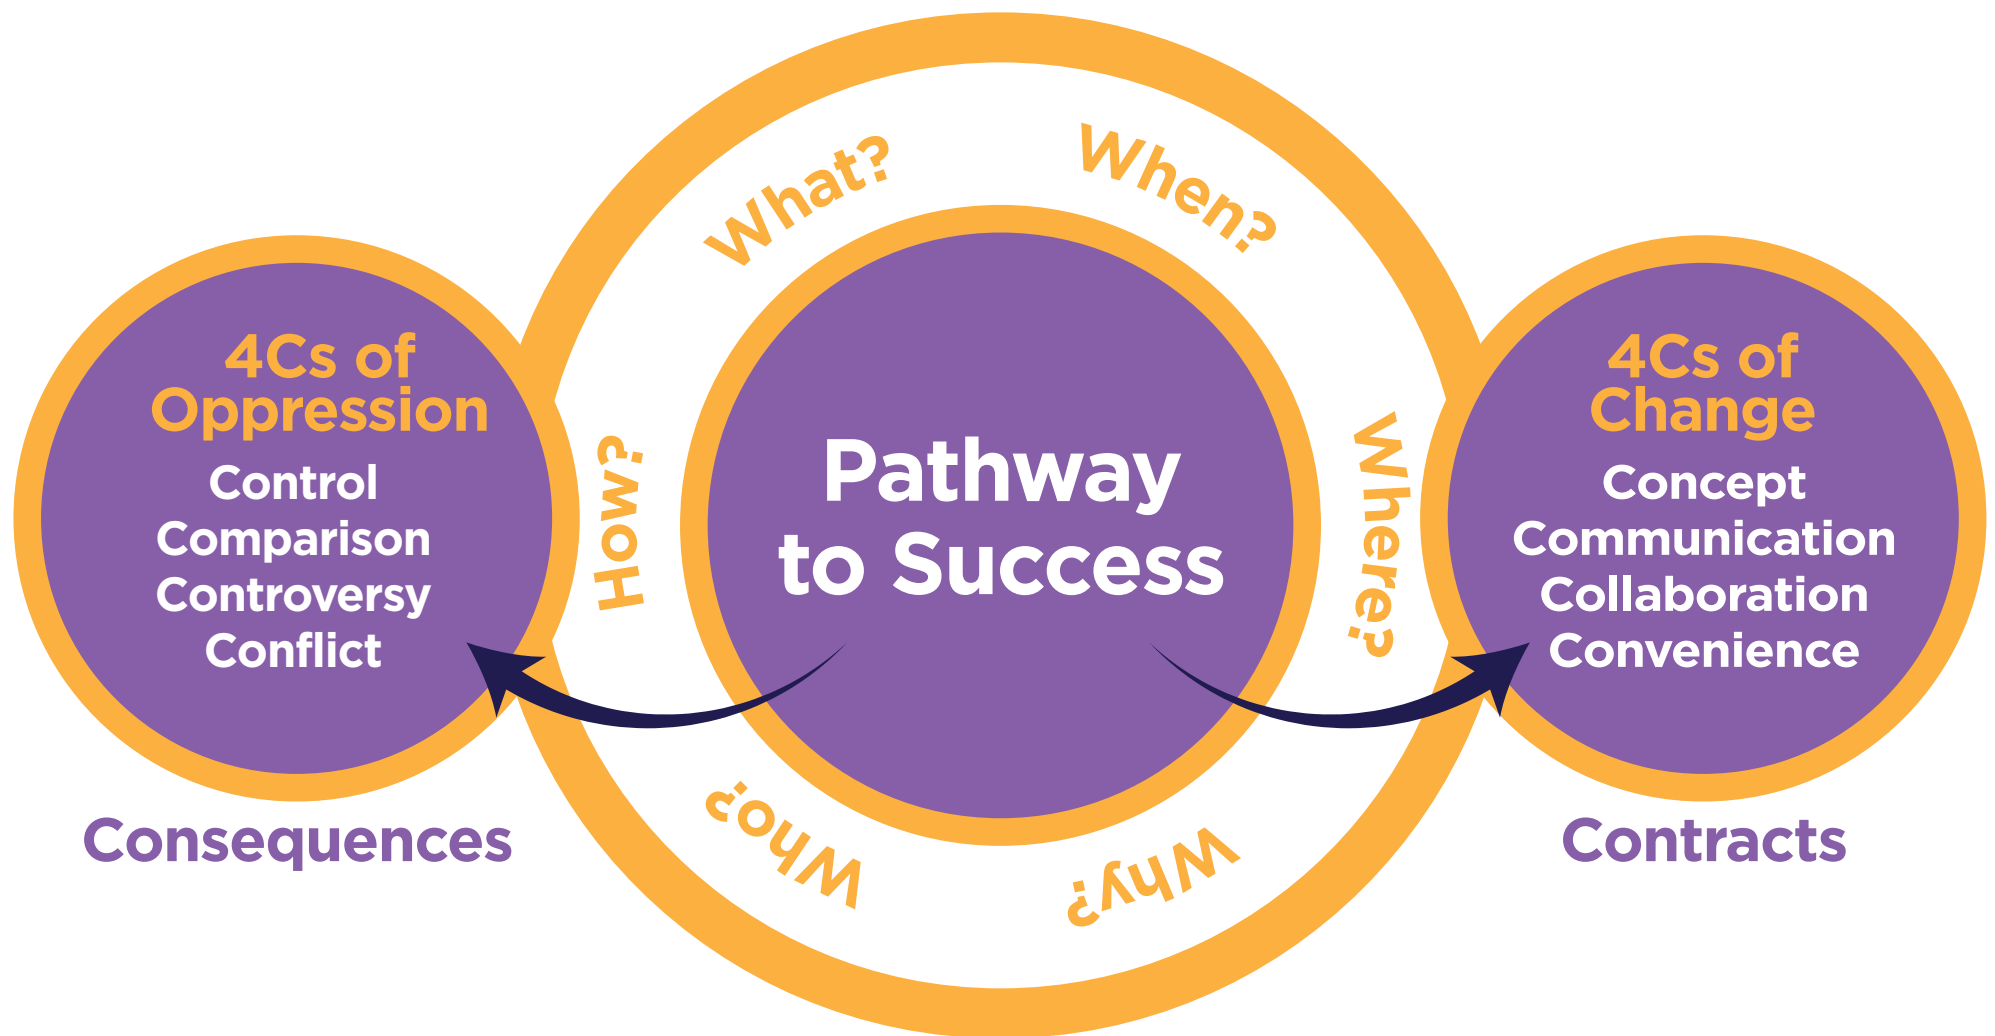 4Cs of
Oppression
Control
Comparison
Controversy
Conflict
Consequences
What?
When?
Where?
Why?
Who?
How?
Pathway
to Success
4Cs of
Change
Concept
Communication
Collaboration
Convenience
Contracts